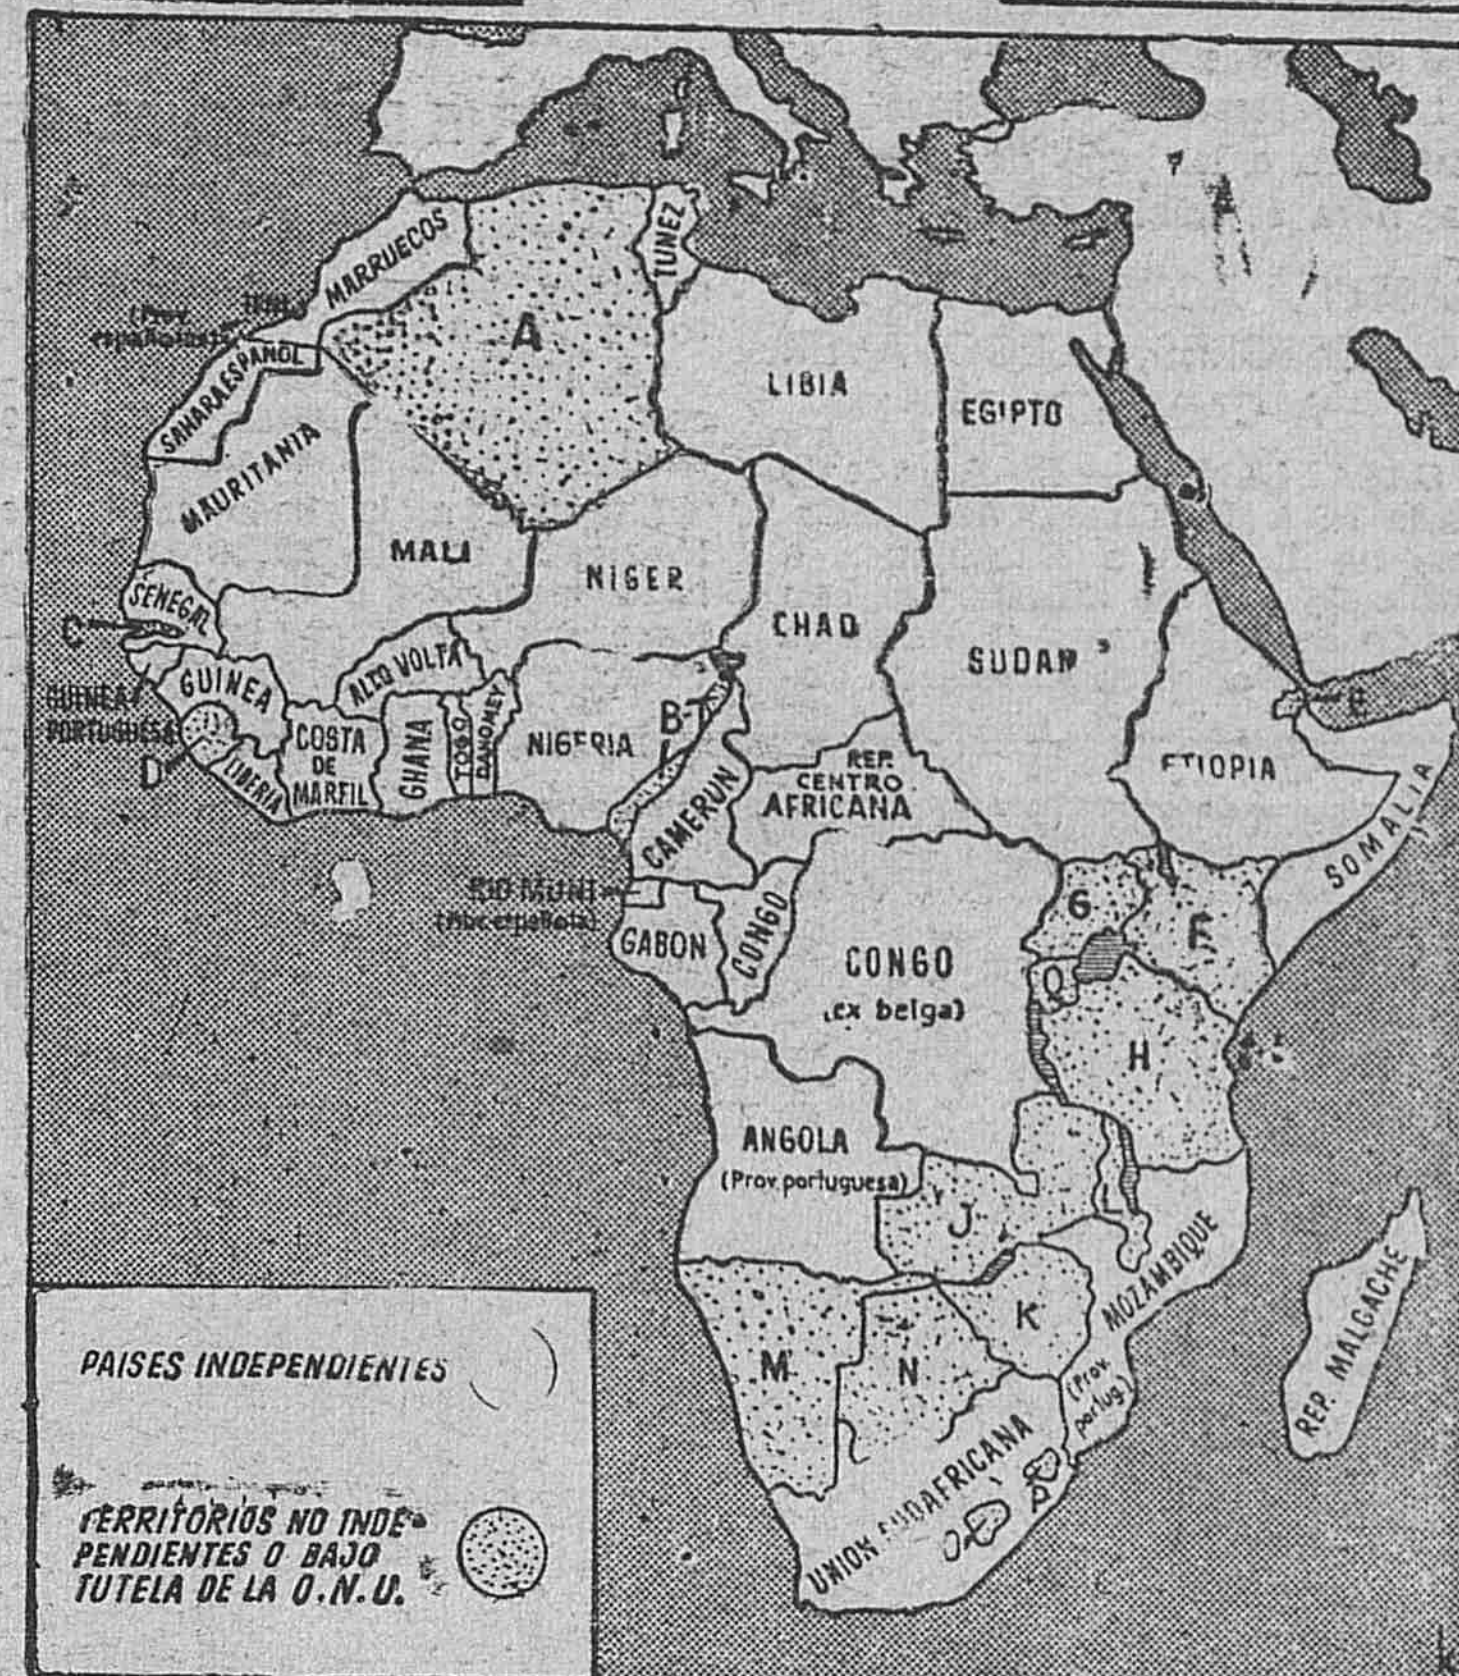 MARRUECOS
TUNEZ
(Prov.
españolas)
A
SAHARA ESPAÑOL
LIBIA
EGIPTO
MAURITANIA
MALI
NIGER
CHAD
SUDAN
SENEGAL
C
ALTO VOLTA
GUINEA
GUINEA
PORTUGUESA
D
LIBERIA
COSTA
DE
MARFIL
GHANA
TOGO
DAHOMEY
NIGERIA
B-T
CAMERUN
REP.
CENTRO
AFRICANA
ETIOPIA
SOMALIA
RIO MUNI
(Prov. española)
GABON
CONGO
CONGO
(ex belga)
G
F
O
H
ANGOLA
(Prov. portuguesa)
J
MOZAMBIQUE
(Prov.
portug.)
K
M
N
UNION SUDAFRICANA
REP. MALGACHE
PAISES INDEPENDIENTES
TERRITORIOS NO INDE-
PENDIENTES O BAJO
TUTELA DE LA O.N.U.